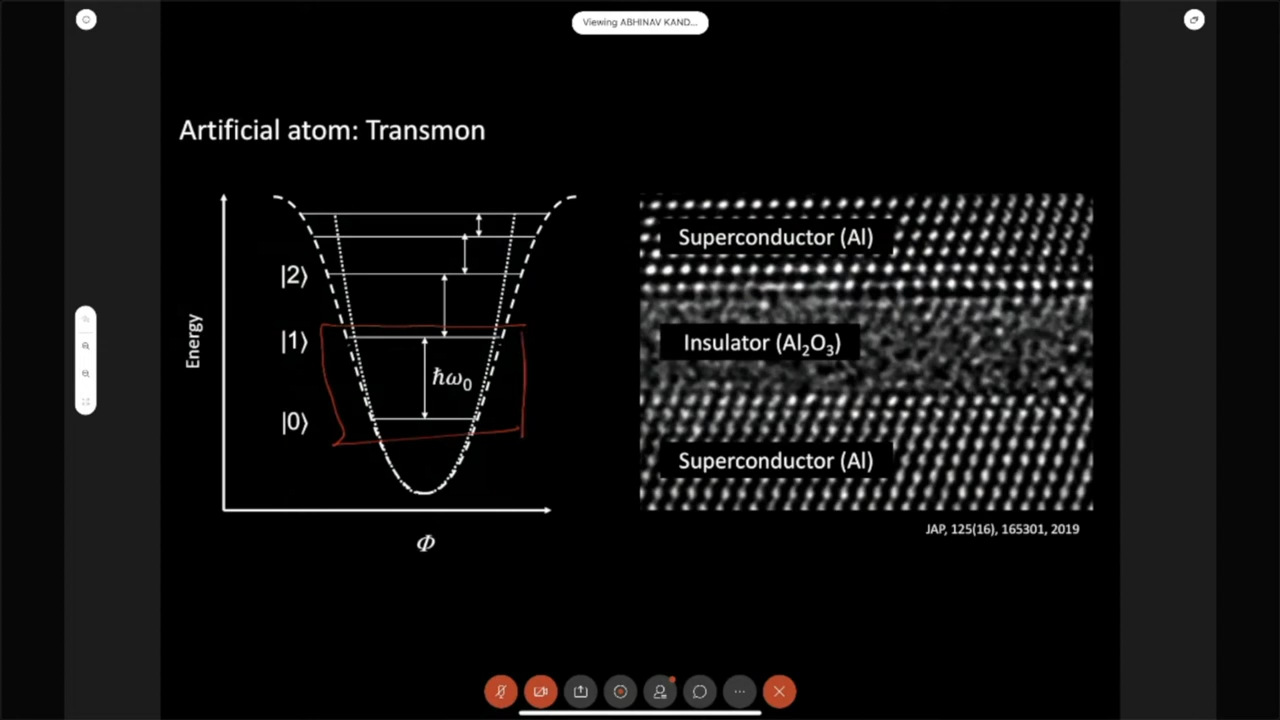 Viewing ABHINAV KAND...
Artificial atom: Transmon
Energy
|2⟩
|1⟩
|0⟩
ℏω₀
Φ
Superconductor (Al)
Insulator (Al₂O₃)
Superconductor (Al)
JAP, 125(16), 165301, 2019